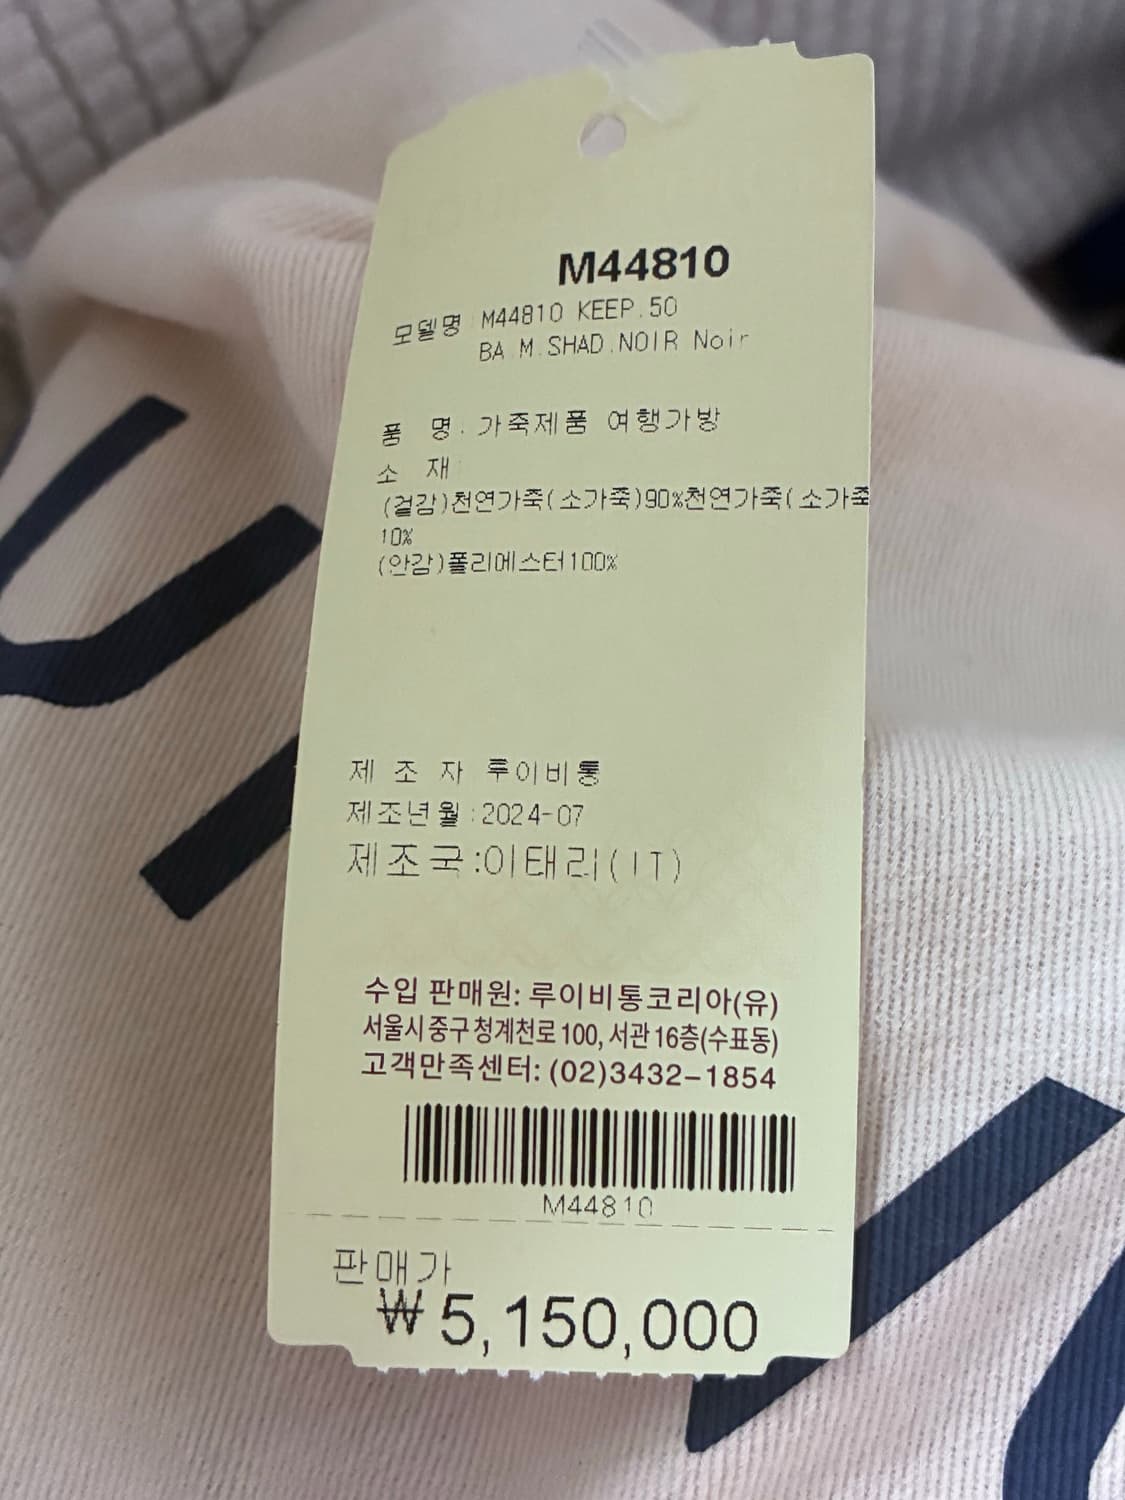 M44810
모델명 M44810 KEEP.50
BA.M.SHAD.NOIR Noir
품 명: 가죽제품 여행가방
소 재
(겉감)천연가죽(소가죽)90%천연가죽(소가죽
10%
(안감)폴리에스터100%
제 조 자 루이비통
제조년월:2024-07
제조국:이태리(IT)
수입 판매원: 루이비통코리아(유)
서울시 중구 청계천로 100, 서관 16층(수표동)
고객만족센터: (02)3432-1854
M44810
판매가
₩5,150,000